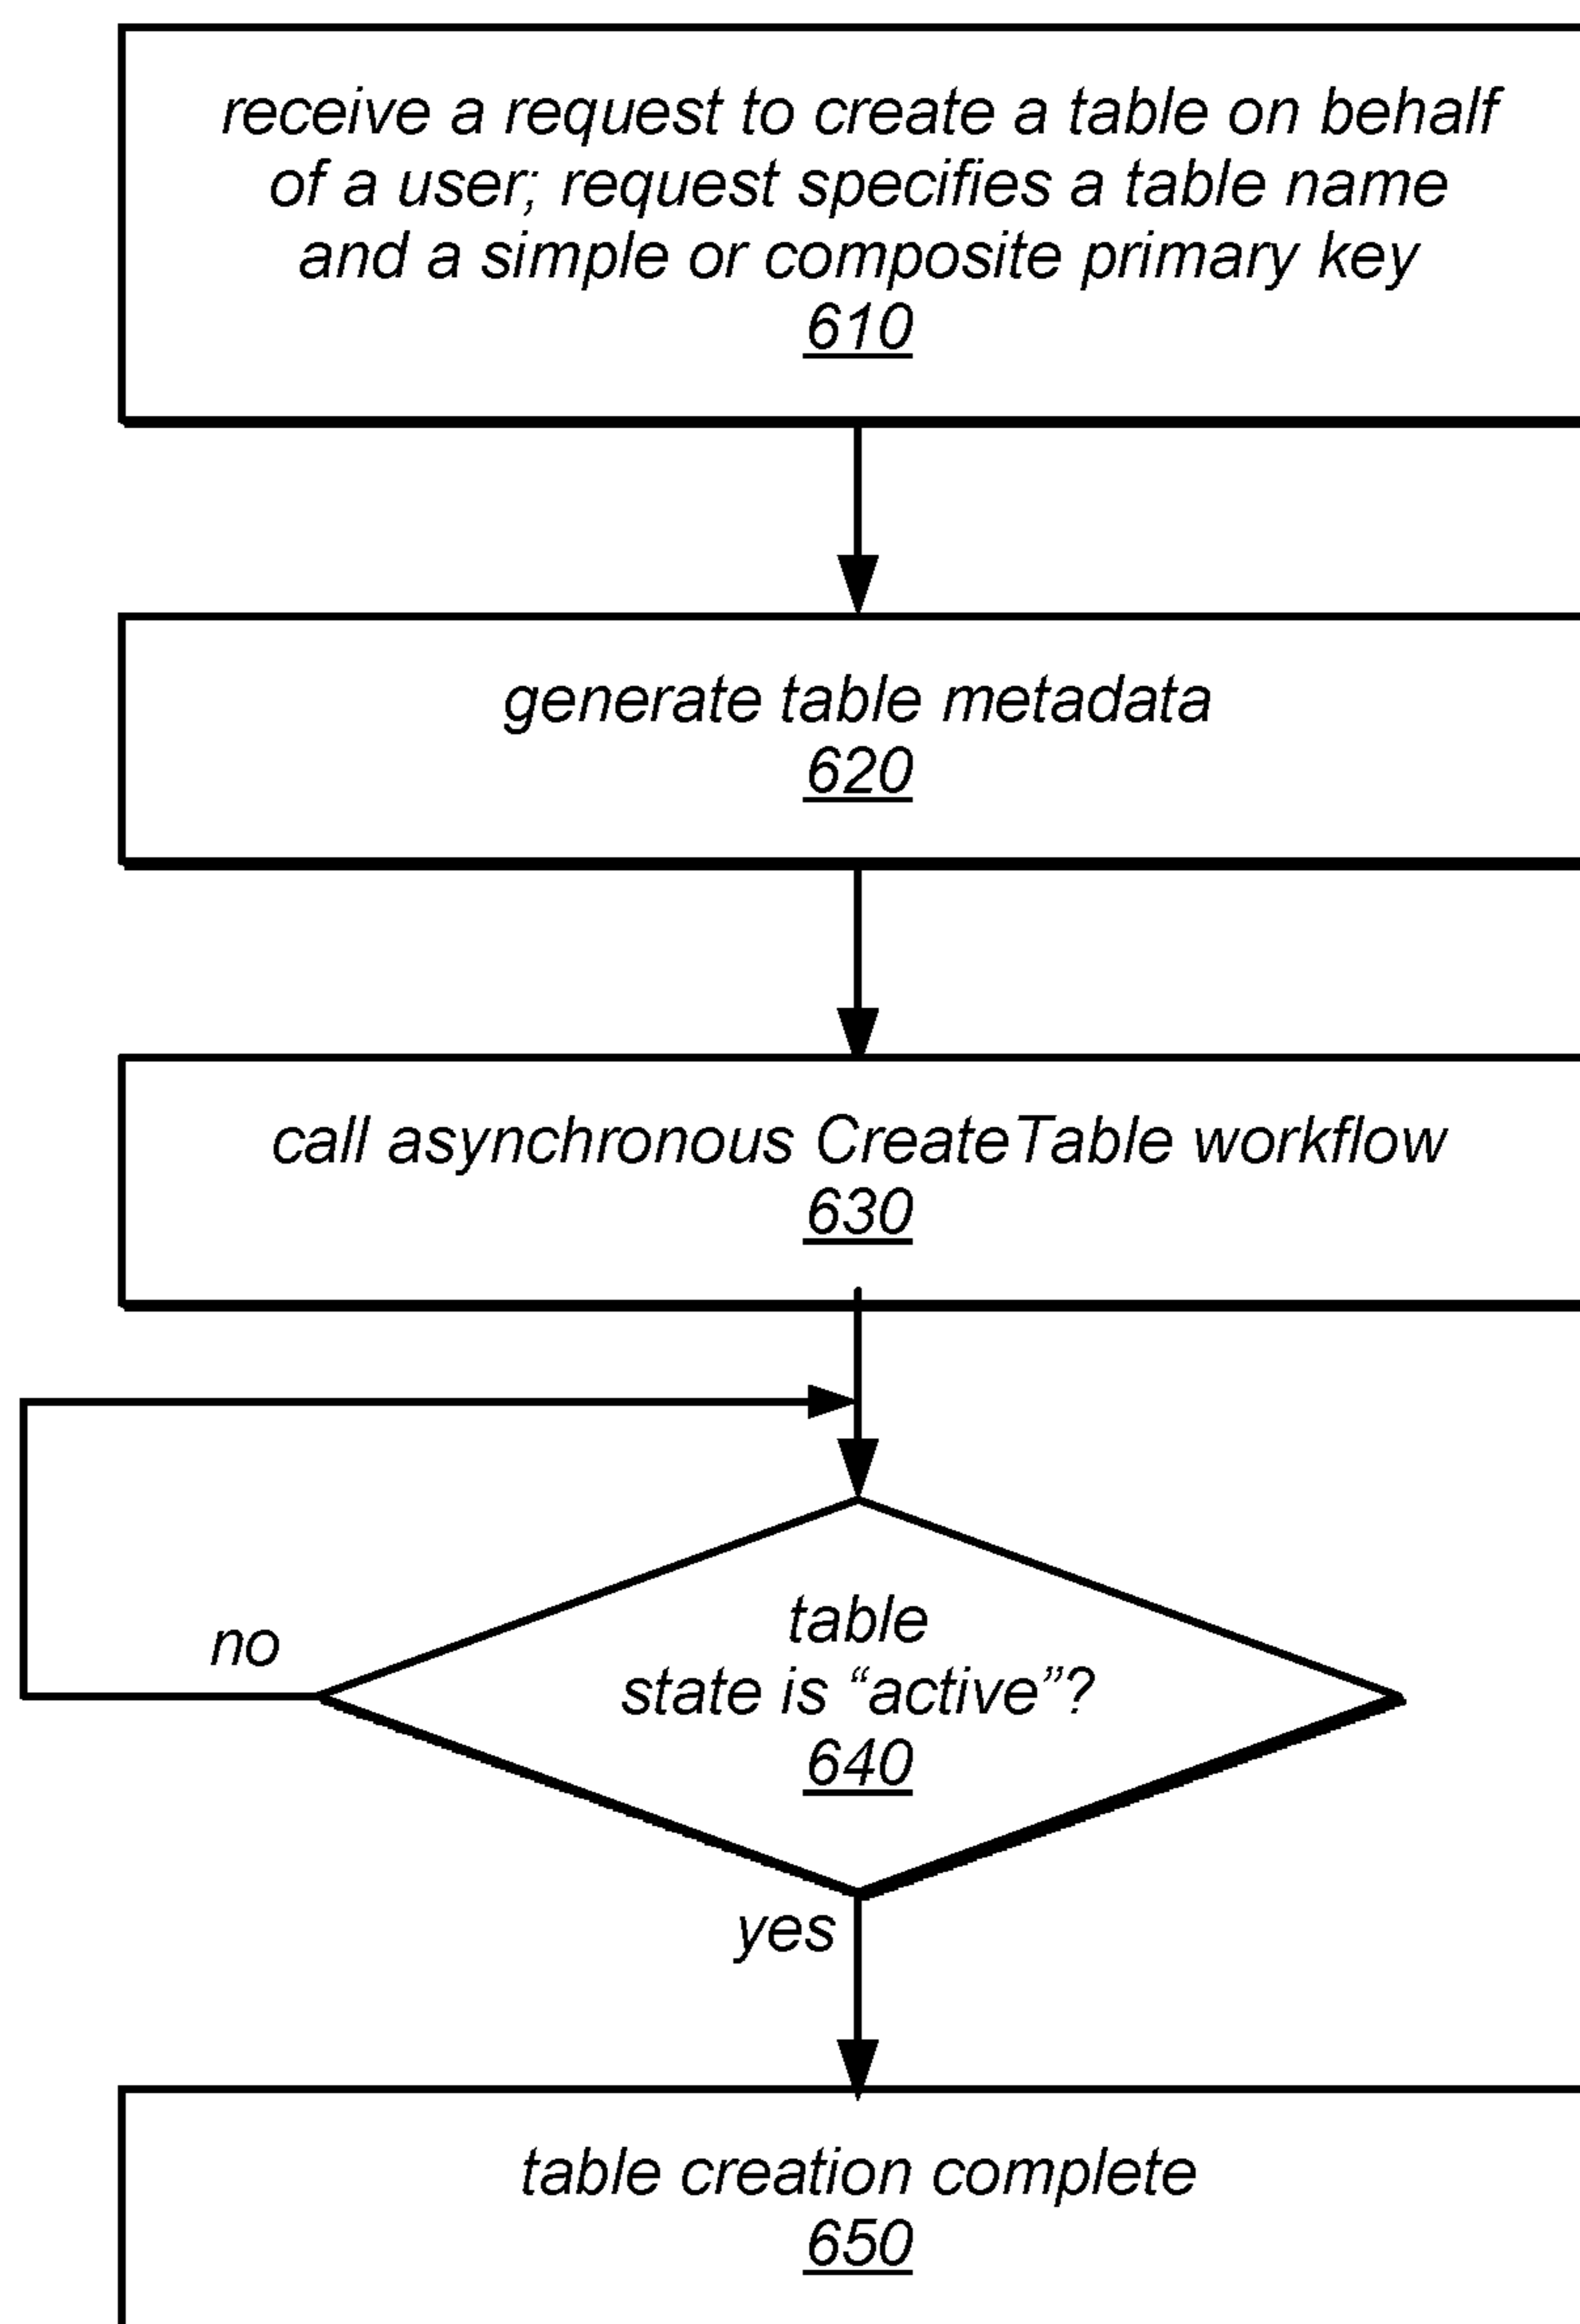 receive a request to create a table on behalf
of a user; request specifies a table name
and a simple or composite primary key
610
generate table metadata
620
call asynchronous CreateTable workflow
630
table
state is “active”?
640
no
yes
table creation complete
650